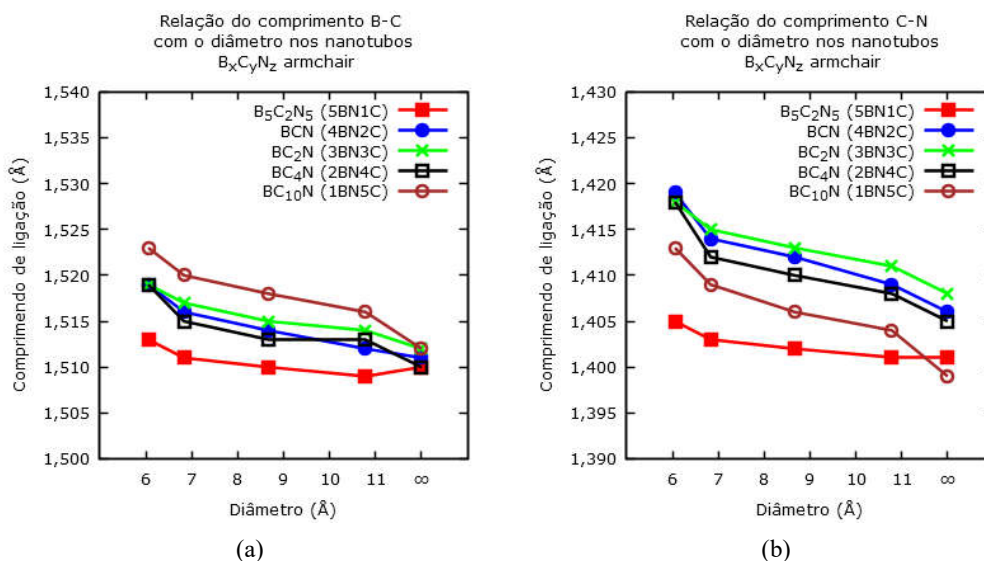 Relação do comprimento B-C
com o diâmetro nos nanotubos
BxCyNz armchair
Comprimendo de ligação (Å)
1,540
1,535
1,530
1,525
1,520
1,515
1,510
1,505
1,500
B5C2N5 (5BN1C)
BCN (4BN2C)
BC2N (3BN3C)
BC4N (2BN4C)
BC10N (1BN5C)
6 7 8 9 10 11 ∞
Diâmetro (Å)
(a)
Relação do comprimento C-N
com o diâmetro nos nanotubos
BxCyNz armchair
Comprimendo de ligação (Å)
1,430
1,425
1,420
1,415
1,410
1,405
1,400
1,395
1,390
B5C2N5 (5BN1C)
BCN (4BN2C)
BC2N (3BN3C)
BC4N (2BN4C)
BC10N (1BN5C)
6 7 8 9 10 11 ∞
Diâmetro (Å)
(b)